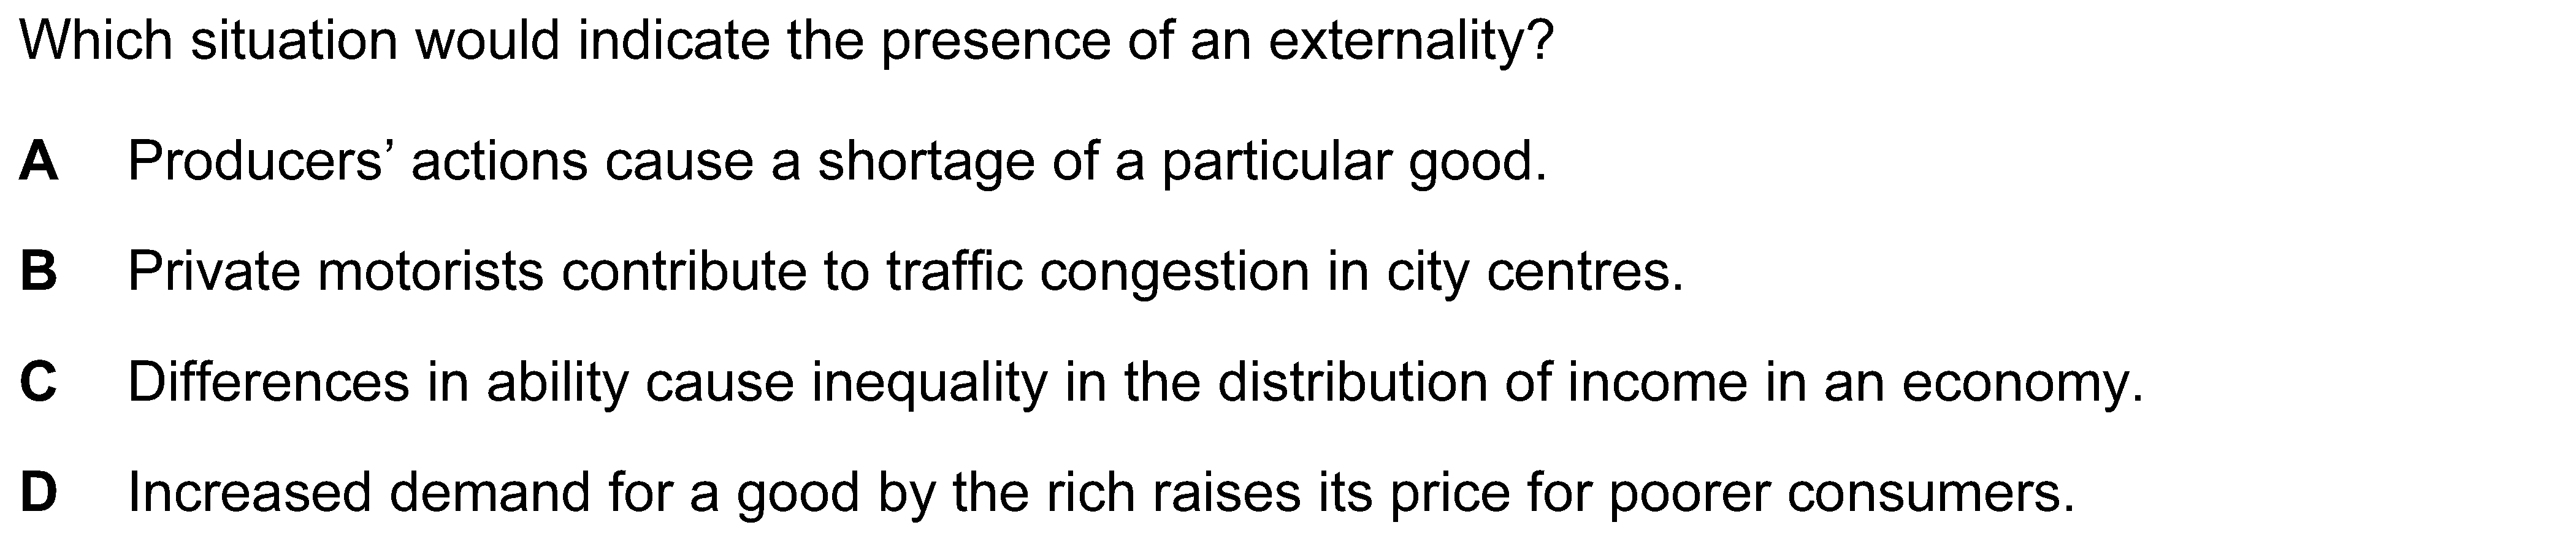 Which situation would indicate the presence of an externality?
A Producers’ actions cause a shortage of a particular good.
B Private motorists contribute to traffic congestion in city centres.
C Differences in ability cause inequality in the distribution of income in an economy.
D Increased demand for a good by the rich raises its price for poorer consumers.